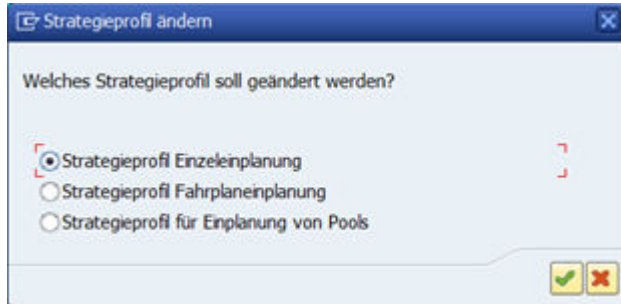 Strategieprofil ändern
Welches Strategieprofil soll geändert werden?
Strategieprofil Einzeleinplanung
Strategieprofil Fahrplaneinplanung
Strategieprofil für Einplanung von Pools